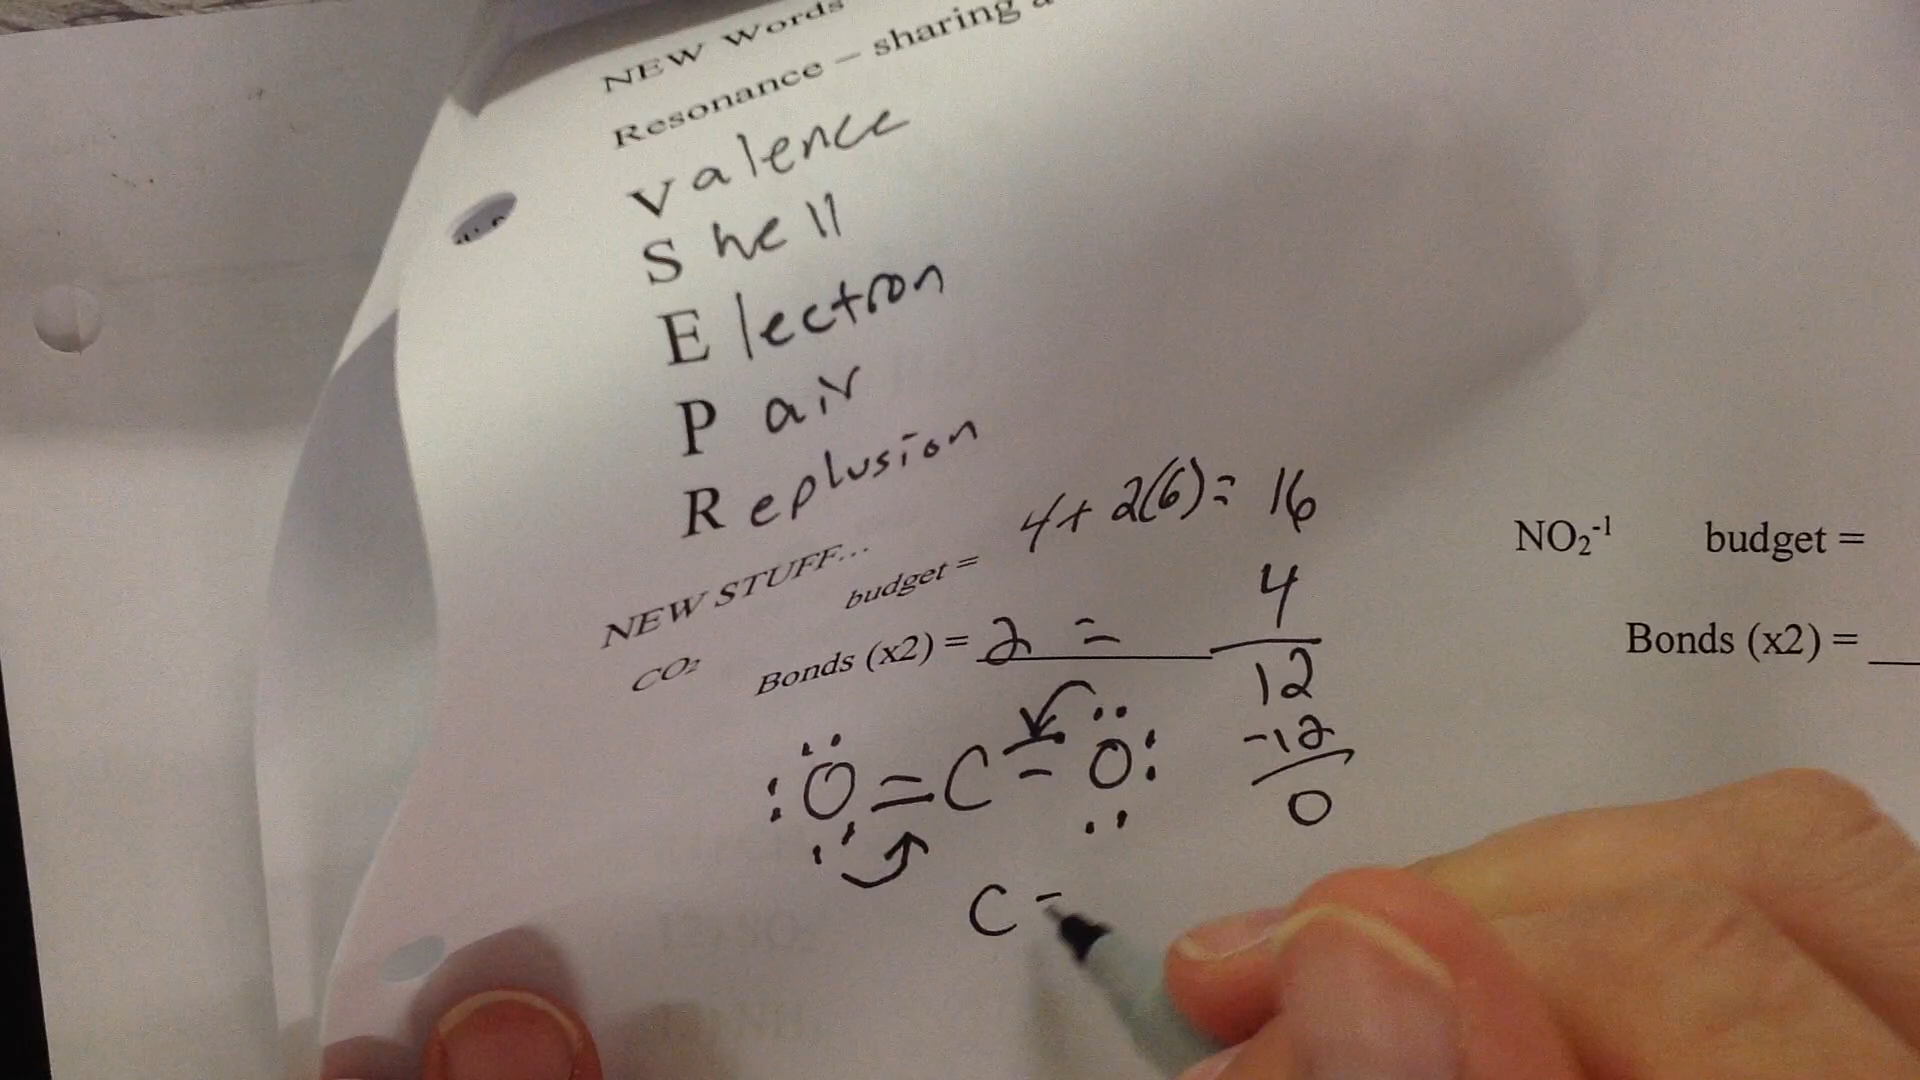 NEW Words
Resonance – sharing a
Valence
Shell
Electron
Pair
Replusion
NEW STUFF...
CO₂ budget = 4 + 2(6) = 16
Bonds (x2) = 2 = 4
12
-12
0
:O=C=O:
C =
NO₂⁻¹ budget =
Bonds (x2) = __